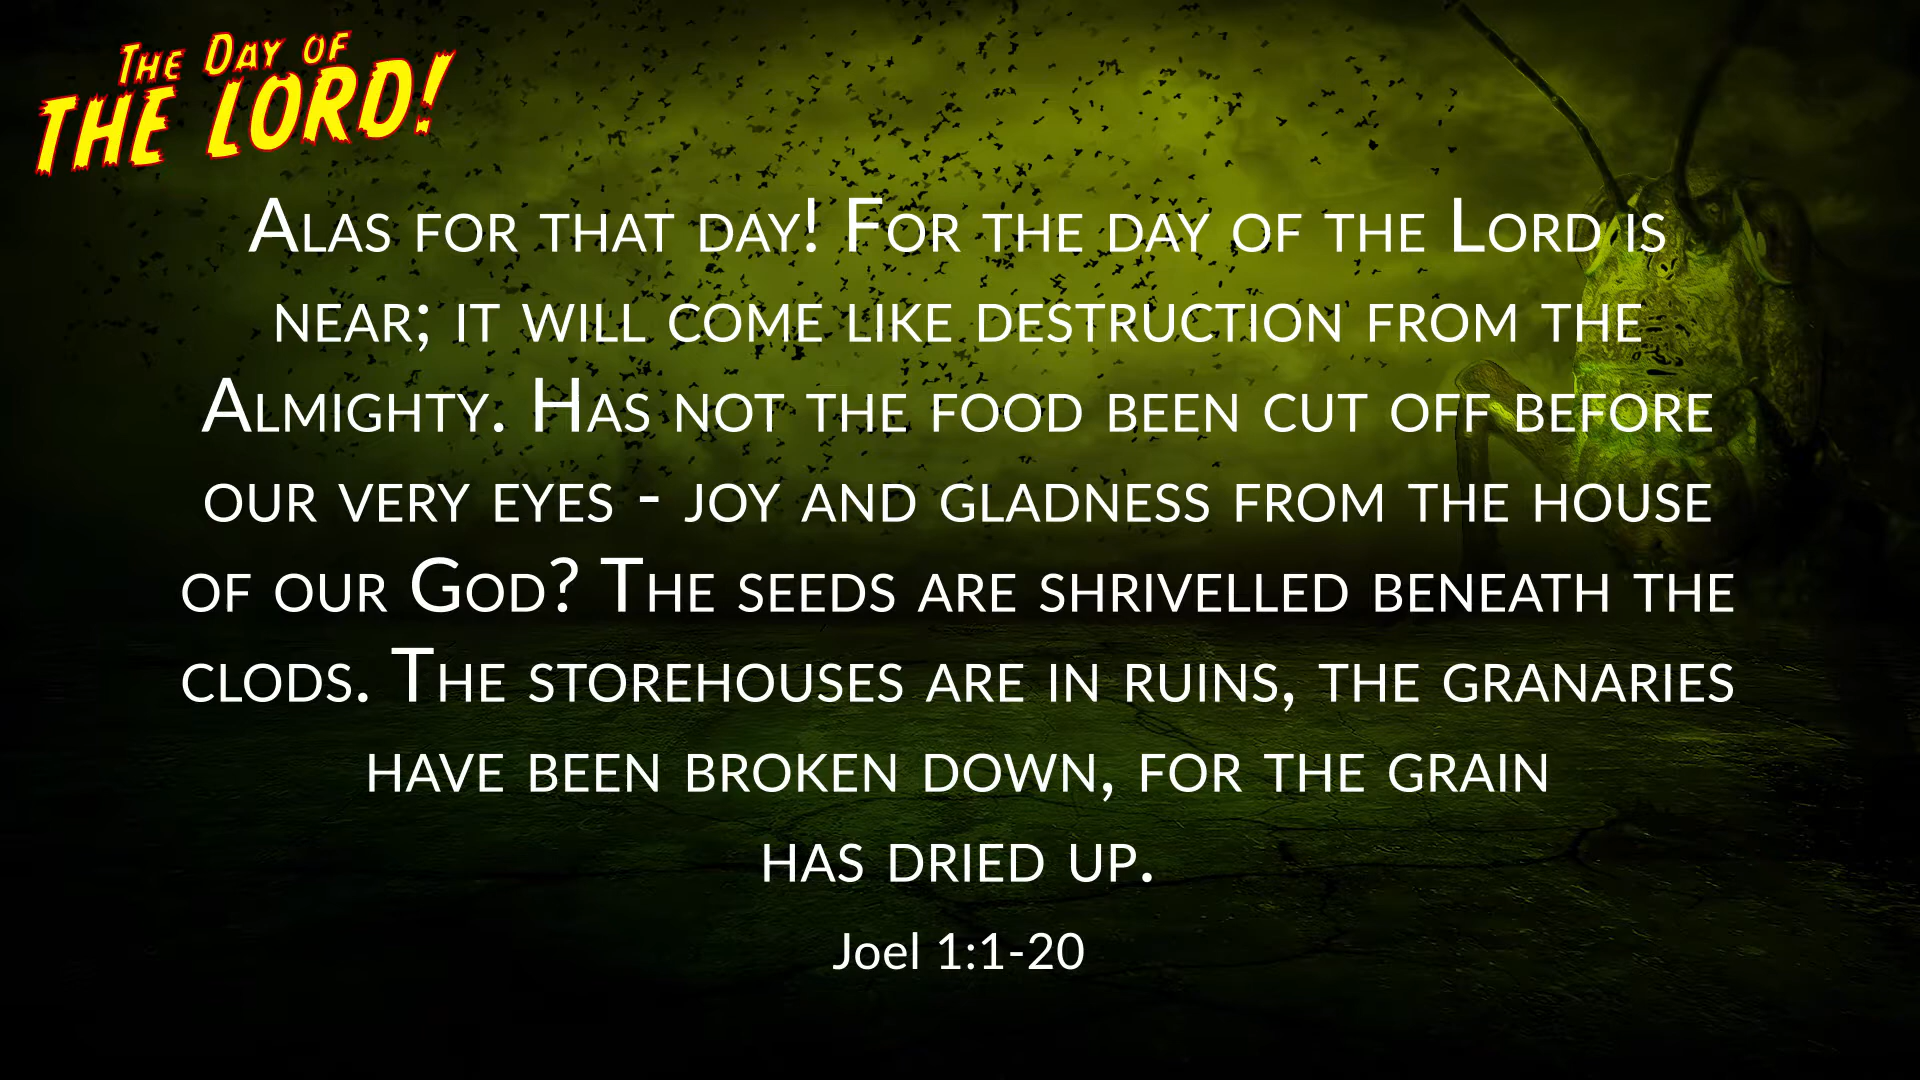 The Day of
THE LORD!
Alas for that day! For the day of the Lord is
near; it will come like destruction from the
Almighty. Has not the food been cut off before
our very eyes - joy and gladness from the house
of our God? The seeds are shrivelled beneath the
clods. The storehouses are in ruins, the granaries
have been broken down, for the grain
has dried up.
Joel 1:1-20